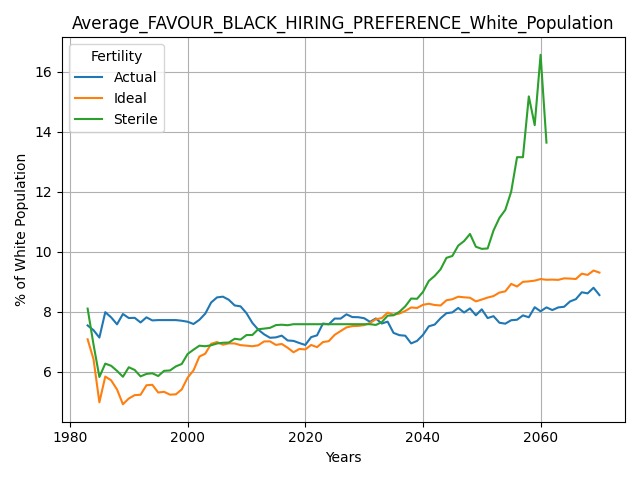 Average_FAVOUR_BLACK_HIRING_PREFERENCE_White_Population
Fertility
Actual
Ideal
Sterile
% of White Population
16
14
12
10
8
6
1980
2000
2020
2040
2060
Years